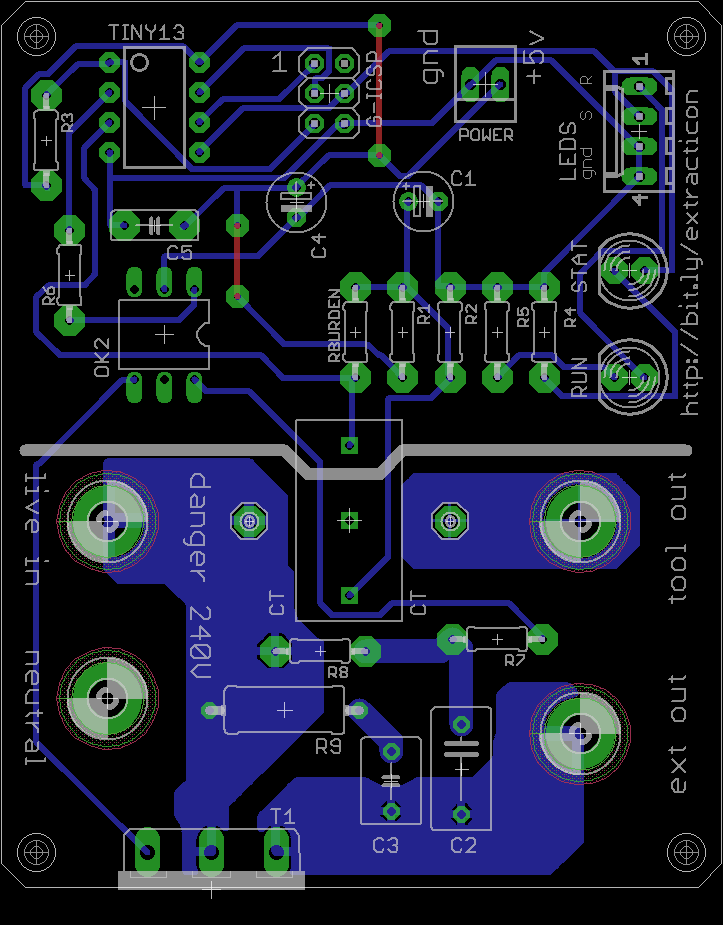 TINY13
1
G-ICSP
gnd
+5v
POWER
1
R
S
gnd
LEDS
4
http://bit.ly/extracticon
R3
C1
C4
C5
R6
STAT
RBURDEN
R1
R2
R5
R4
OK2
RUN
live in
danger 240V
tool out
CT
CT
R7
R8
neutral
R9
ext out
T1
C3
C2